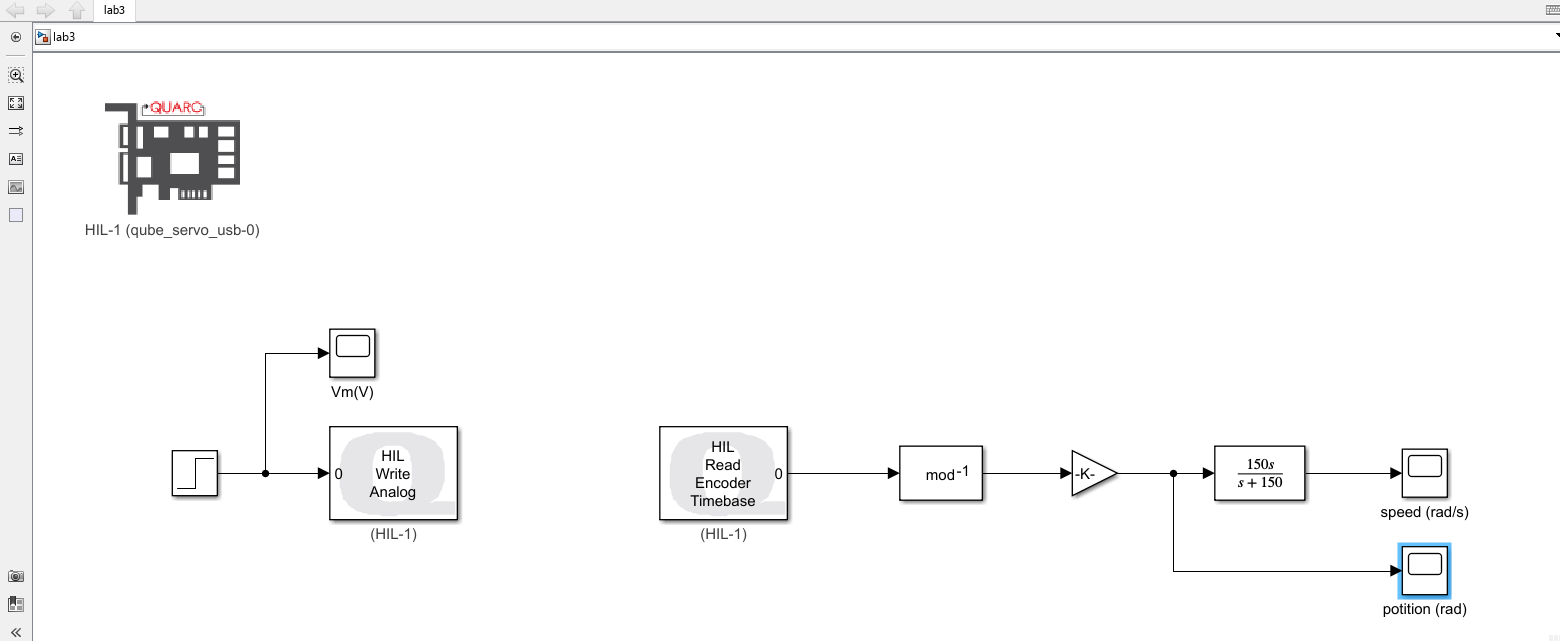 lab3
lab3
QUARC
HIL-1 (qube_servo_usb-0)
Vm(V)
0
HIL
Write
Analog
(HIL-1)
HIL
Read
Encoder
Timebase
0
(HIL-1)
mod-1
-K-
150s
s + 150
speed (rad/s)
potition (rad)